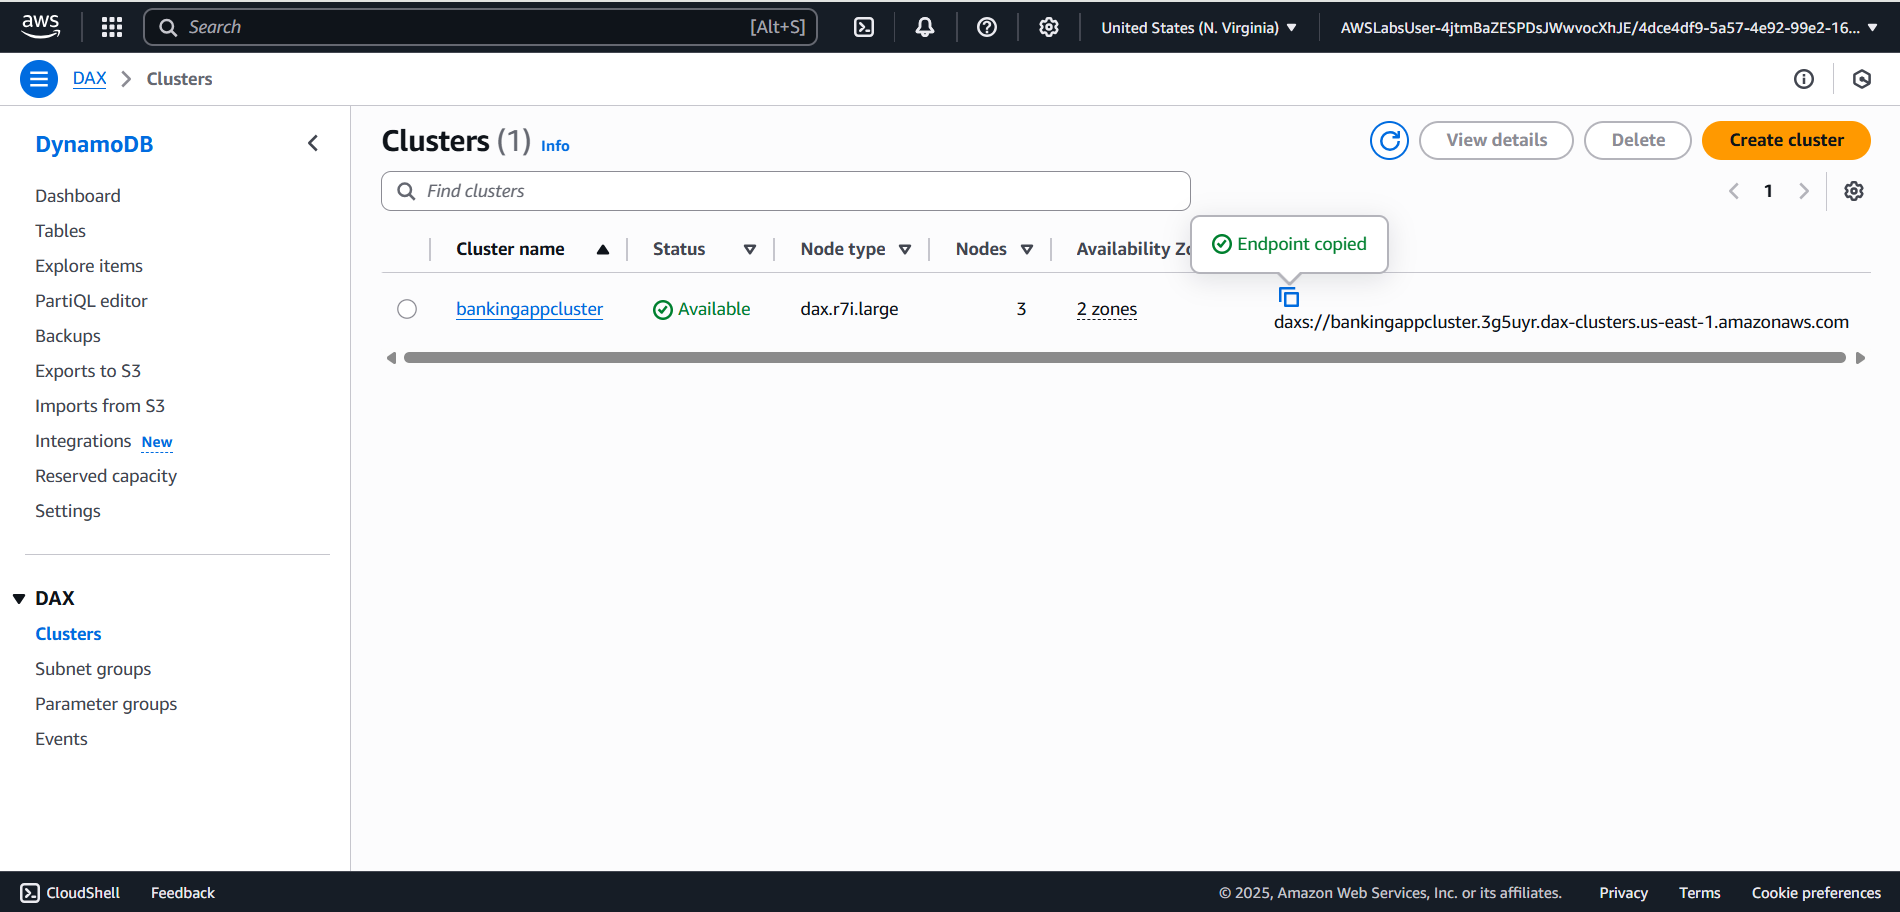 aws
Search [Alt+S]
United States (N. Virginia)
AWSLabsUser-4jtmBaZESPDsJWwvocXhJE/4dce4df9-5a57-4e92-99e2-16...
DAX Clusters
DynamoDB
Dashboard
Tables
Explore items
PartiQL editor
Backups
Exports to S3
Imports from S3
Integrations New
Reserved capacity
Settings
DAX
Clusters
Subnet groups
Parameter groups
Events
Clusters (1) Info
View details
Delete
Create cluster
Find clusters
1
Endpoint copied
Cluster name Status Node type Nodes Availability Zo
bankingappcluster Available dax.r7i.large 3 2 zones
daxs://bankingappcluster.3g5uyr.dax-clusters.us-east-1.amazonaws.com
CloudShell Feedback
© 2025, Amazon Web Services, Inc. or its affiliates. Privacy Terms Cookie preferences